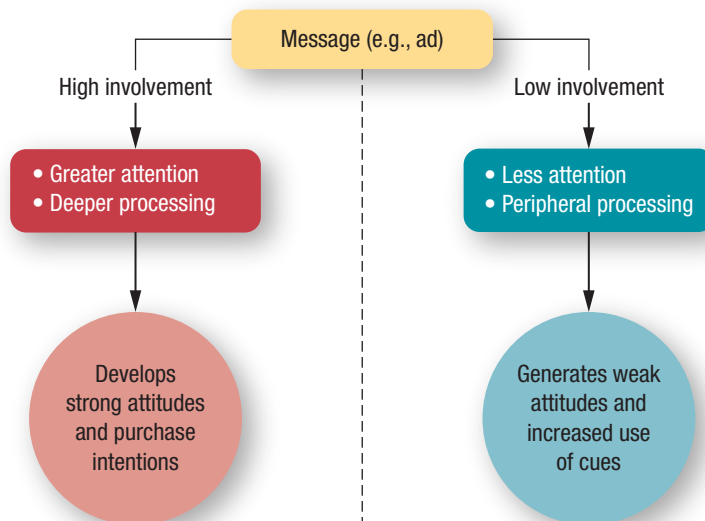 Message (e.g., ad)
High involvement
Low involvement
• Greater attention
• Deeper processing
• Less attention
• Peripheral processing
Develops
strong attitudes
and purchase
intentions
Generates weak
attitudes and
increased use
of cues